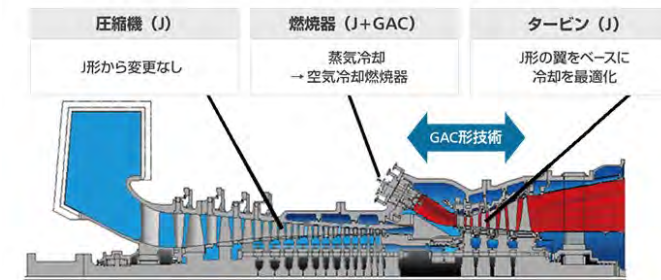 圧縮機（J）
J形から変更なし
燃焼器（J+GAC）
蒸気冷却
→空気冷却燃焼器
タービン（J）
J形の翼をベースに
冷却を最適化
GAC形技術